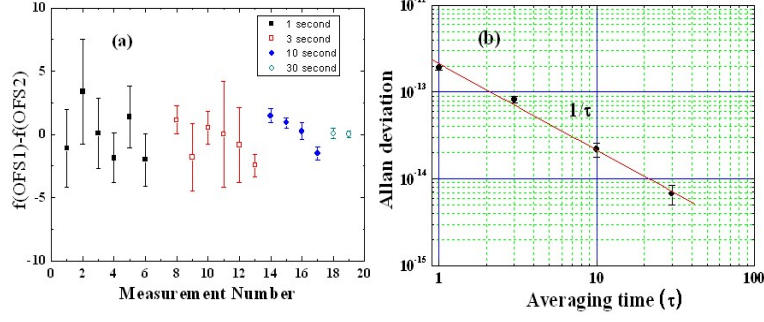 (a)
1 second
3 second
10 second
30 second
10
5
0
-5
-10
f(OFS1)-f(OFS2)
0 2 4 6 8 10 12 14 16 18 20
Measurement Number
(b)
1/τ
10-11
10-13
10-14
10-15
Allan deviation
1 10 100
Averaging time (τ)